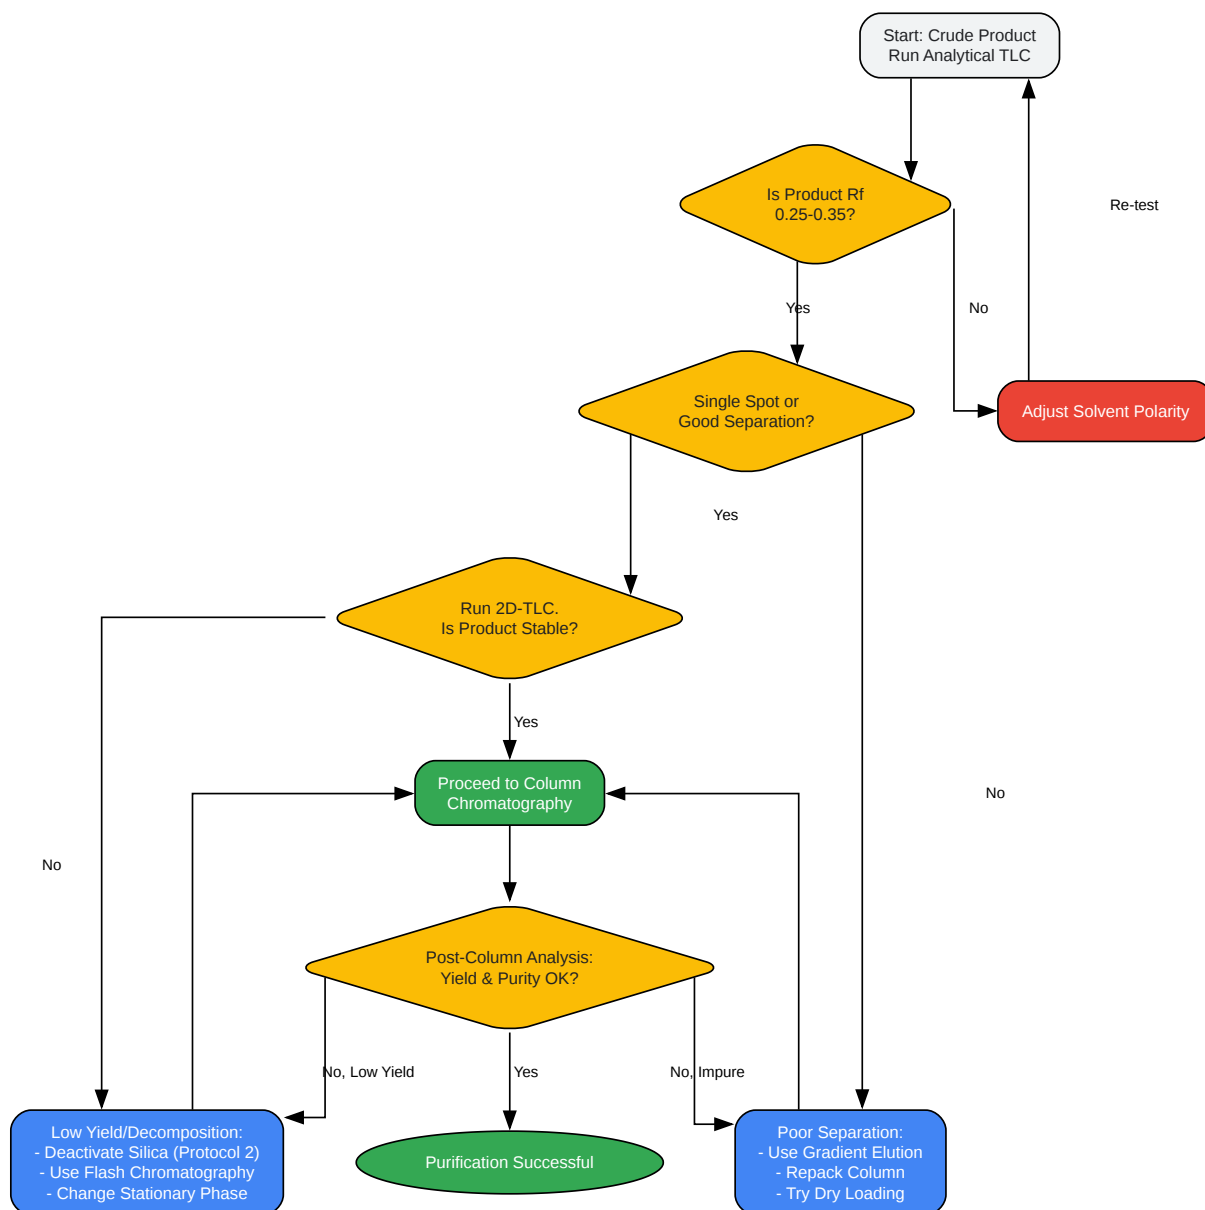 Start: Crude Product
Run Analytical TLC
Is Product Rf
0.25-0.35?
Re-test
Yes
No
Single Spot or
Good Separation?
Adjust Solvent Polarity
Yes
Run 2D-TLC.
Is Product Stable?
Yes
Proceed to Column
Chromatography
No
No
Post-Column Analysis:
Yield & Purity OK?
No, Low Yield
Yes
No, Impure
Low Yield/Decomposition:
- Deactivate Silica (Protocol 2)
- Use Flash Chromatography
- Change Stationary Phase
Purification Successful
Poor Separation:
- Use Gradient Elution
- Repack Column
- Try Dry Loading